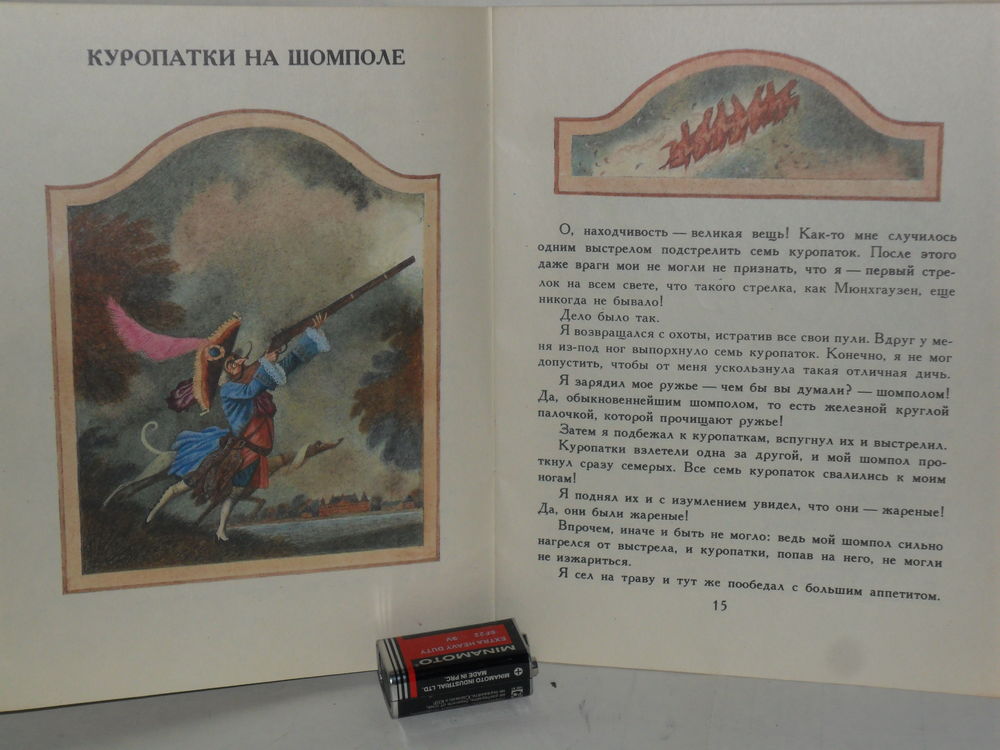 КУРОПАТКИ НА ШОМПОЛЕ
О, находчивость — великая вещь! Как-то мне случилось
одним выстрелом подстрелить семь куропаток. После этого
даже враги мои не могли не признать, что я — первый стре-
лок на всем свете, что такого стрелка, как Мюнхгаузен, еще
никогда не бывало!
Дело было так.
Я возвращался с охоты, истратив все свои пули. Вдруг у ме-
ня из-под ног выпорхнуло семь куропаток. Конечно, я не мог
допустить, чтобы от меня ускользнула такая отличная дичь.
Я зарядил мое ружье — чем бы вы думали? — шомполом!
Да, обыкновеннейшим шомполом, то есть железной круглой
палочкой, которой прочищают ружье!
Затем я подбежал к куропаткам, вспугнул их и выстрелил.
Куропатки взлетели одна за другой, и мой шомпол про-
ткнул сразу семерых. Все семь куропаток свалились к моим
ногам!
Я поднял их и с изумлением увидел, что они — жареные!
Да, они были жареные!
Впрочем, иначе и быть не могло: ведь мой шомпол сильно
нагрелся от выстрела, и куропатки, попав на него, не могли
не изжариться.
Я сел на траву и тут же пообедал с большим аппетитом.
15
MINAMOTO
EXTRA HEAVY DUTY
6F22 9V
MINAMOTO INDUSTRIAL LTD.
MADE IN PRC.